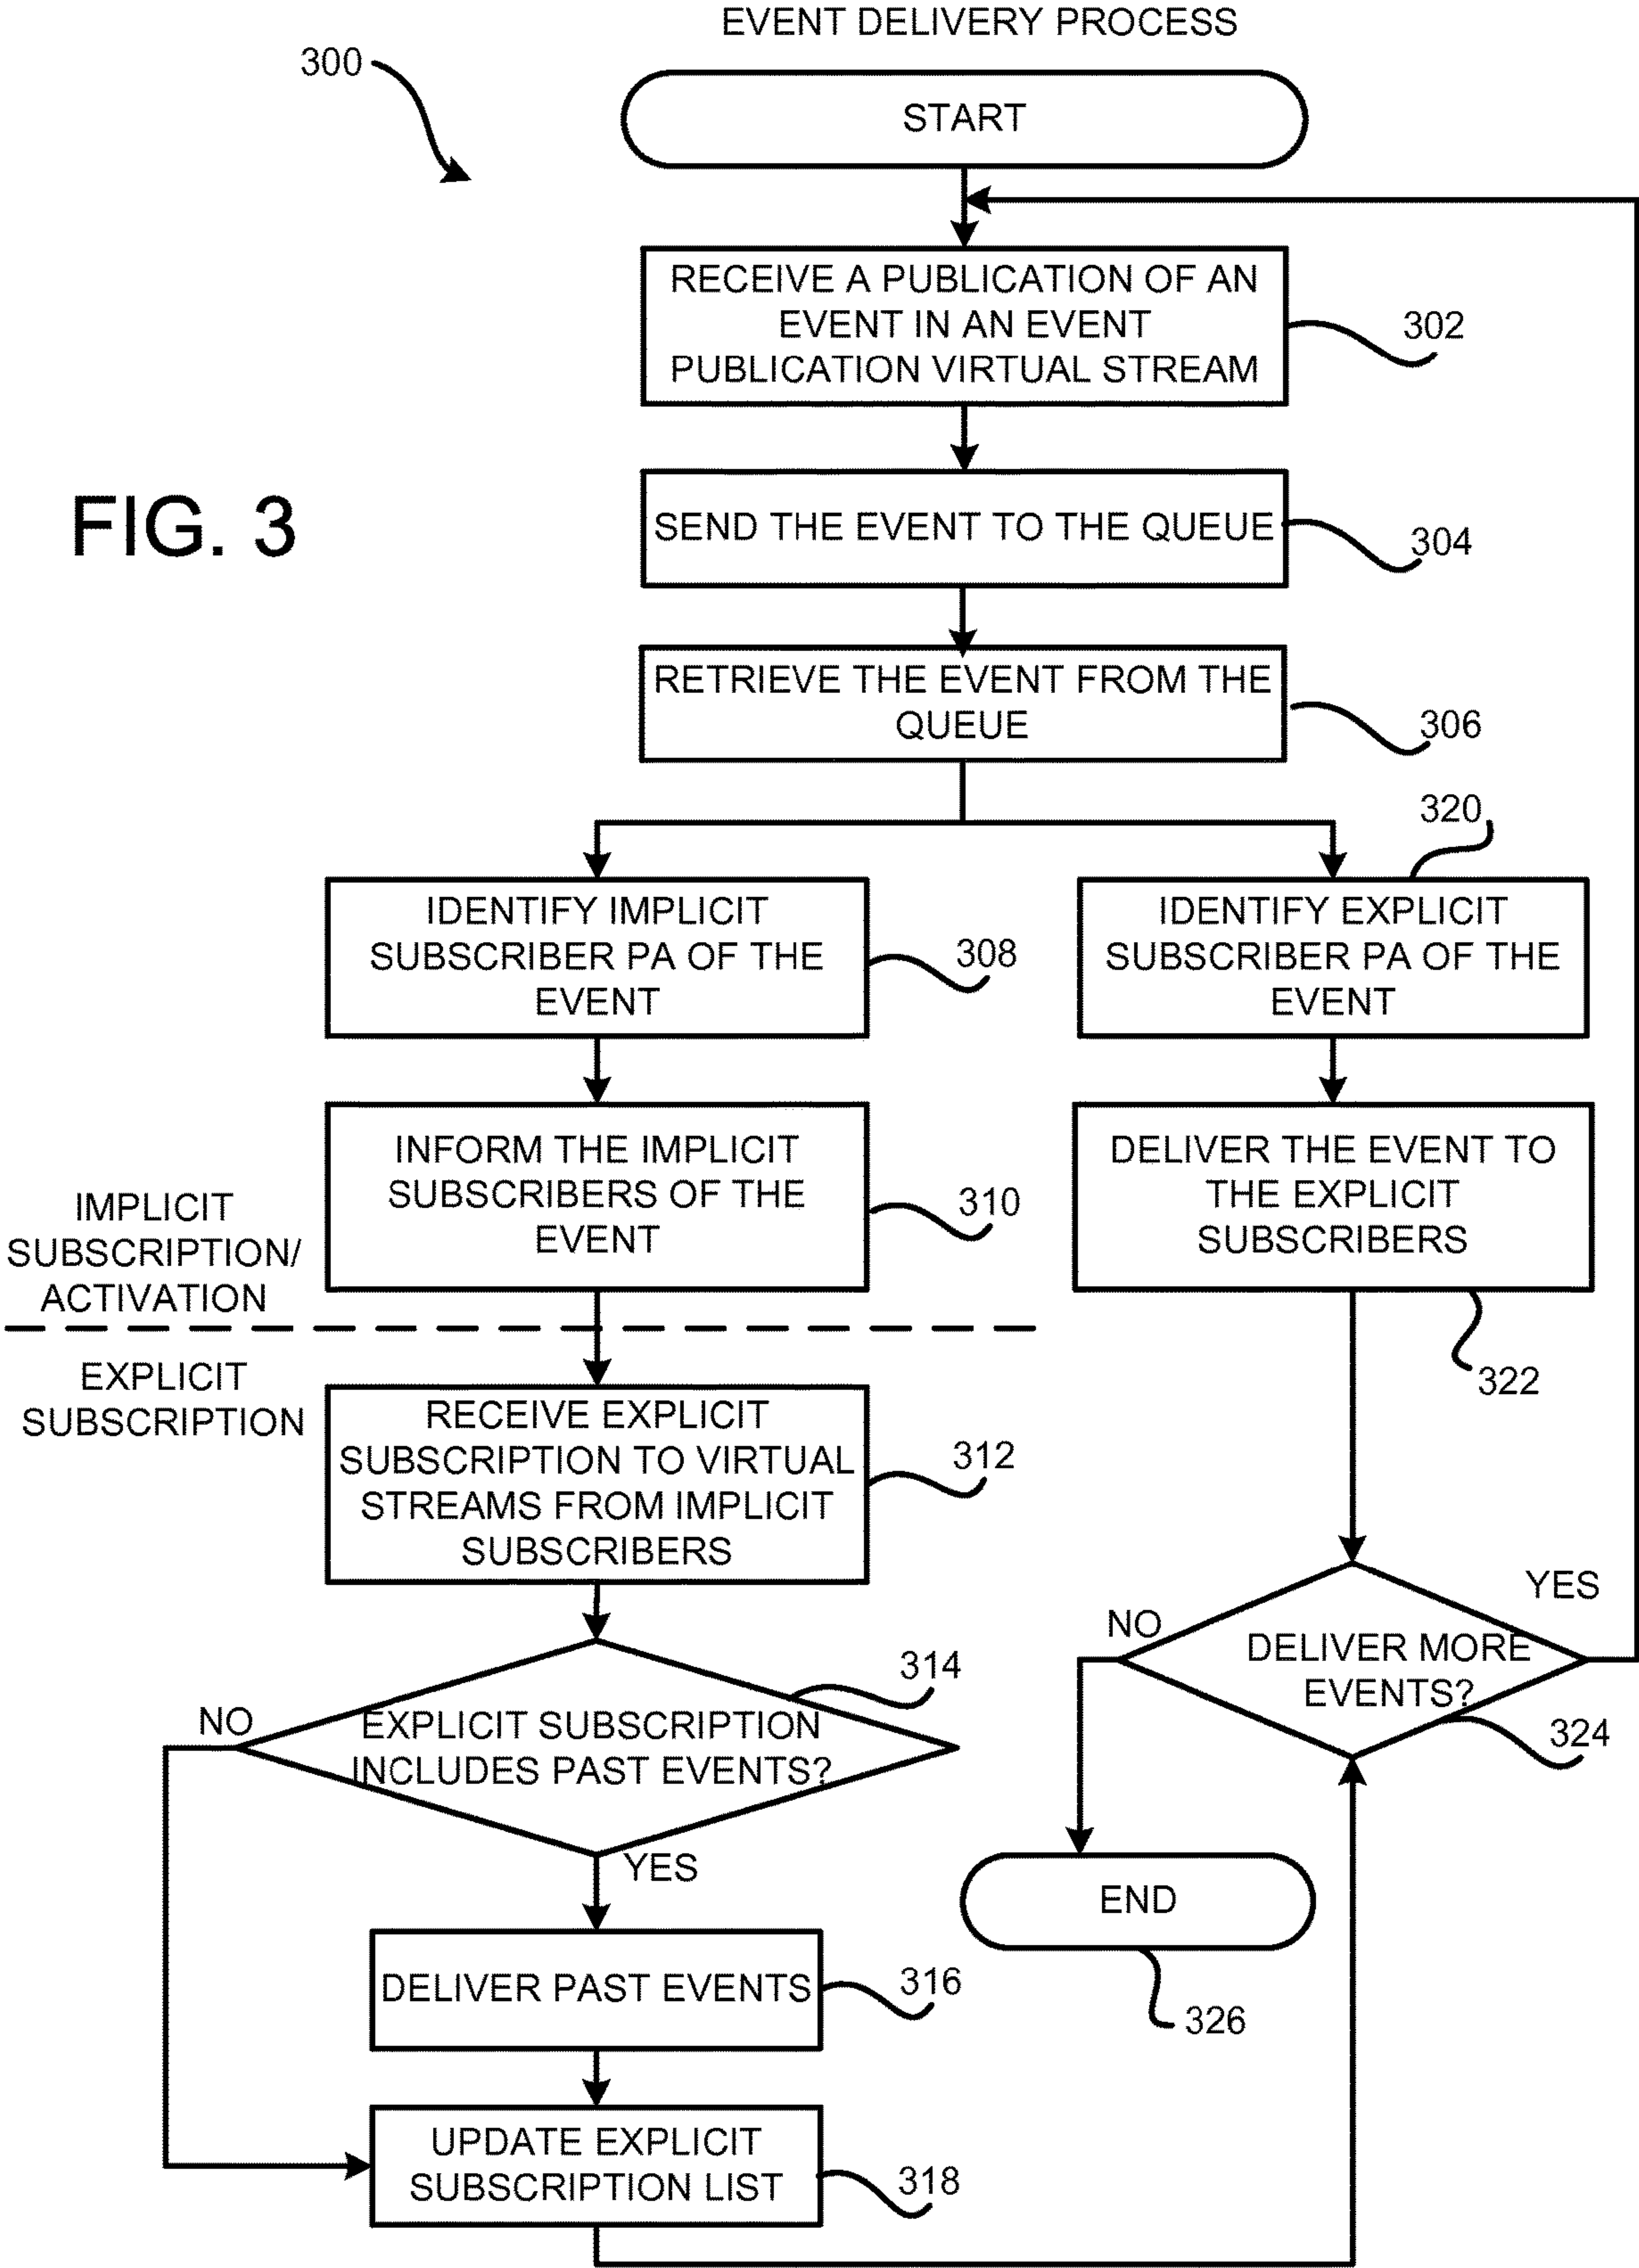 EVENT DELIVERY PROCESS
300
START
RECEIVE A PUBLICATION OF AN
EVENT IN AN EVENT
PUBLICATION VIRTUAL STREAM
302
FIG. 3
SEND THE EVENT TO THE QUEUE
304
RETRIEVE THE EVENT FROM THE
QUEUE
306
320
IDENTIFY IMPLICIT
SUBSCRIBER PA OF THE
EVENT
308
IDENTIFY EXPLICIT
SUBSCRIBER PA OF THE
EVENT
INFORM THE IMPLICIT
SUBSCRIBERS OF THE
EVENT
310
DELIVER THE EVENT TO
THE EXPLICIT
SUBSCRIBERS
322
IMPLICIT
SUBSCRIPTION/
ACTIVATION
EXPLICIT
SUBSCRIPTION
RECEIVE EXPLICIT
SUBSCRIPTION TO VIRTUAL
STREAMS FROM IMPLICIT
SUBSCRIBERS
312
314
NO
EXPLICIT SUBSCRIPTION
INCLUDES PAST EVENTS?
YES
NO
YES
DELIVER MORE
EVENTS?
324
END
326
DELIVER PAST EVENTS
316
UPDATE EXPLICIT
SUBSCRIPTION LIST
318